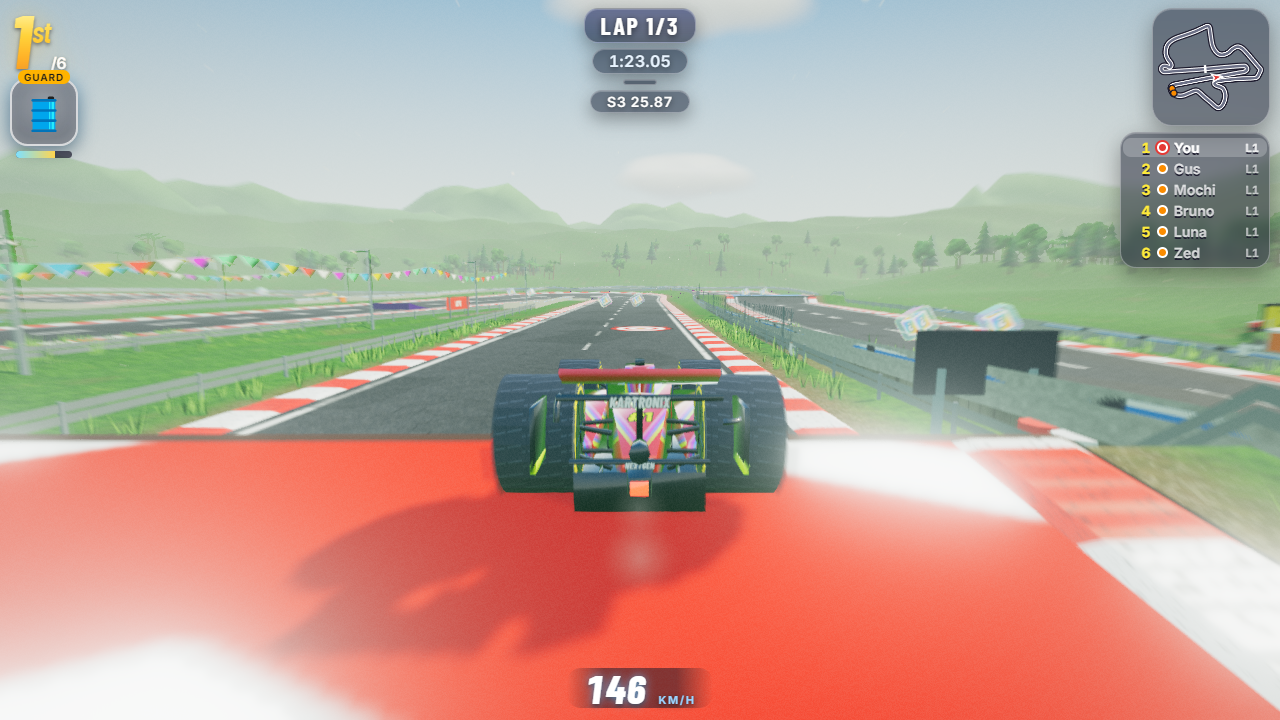 1st
/6
GUARD
LAP 1/3
1:23.05
S3 25.87
1 You L1
2 Gus L1
3 Mochi L1
4 Bruno L1
5 Luna L1
6 Zed L1
KARTRONIX
NEXTGEN
146 KM/H